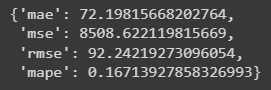 {'mae': 72.19815668202764,
'mse': 8508.622119815669,
'rmse': 92.24219273096054,
'mape': 0.16713927858326993}